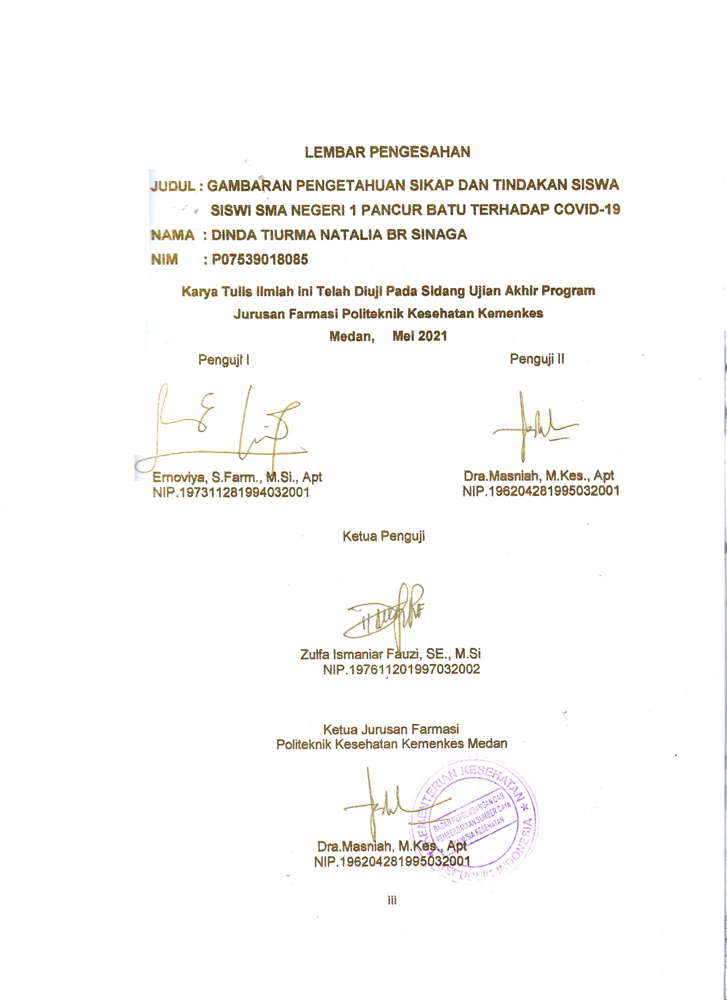 LEMBAR PENGESAHAN
JUDUL : GAMBARAN PENGETAHUAN SIKAP DAN TINDAKAN SISWA
SISWI SMA NEGERI 1 PANCUR BATU TERHADAP COVID-19
NAMA : DINDA TIURMA NATALIA BR SINAGA
NIM : P07539018085
Karya Tulis Ilmiah ini Telah Diuji Pada Sidang Ujian Akhir Program
Jurusan Farmasi Politeknik Kesehatan Kemenkes
Medan, Mei 2021
Penguji I
Penguji II
Ernoviya, S.Farm., M.Si., Apt
NIP.197311281994032001
Dra.Masniah, M.Kes., Apt
NIP.196204281995032001
Ketua Penguji
Zulfa Ismaniar Fauzi, SE., M.Si
NIP.197611201997032002
Ketua Jurusan Farmasi
Politeknik Kesehatan Kemenkes Medan
KEMENTERIAN KESEHATAN
BADAN PENGEMBANGAN DAN
PEMBERDAYAAN SUMBER DAYA
MANUSIA KESEHATAN
REPUBLIK INDONESIA
Dra.Masniah, M.Kes., Apt
NIP.196204281995032001
iii